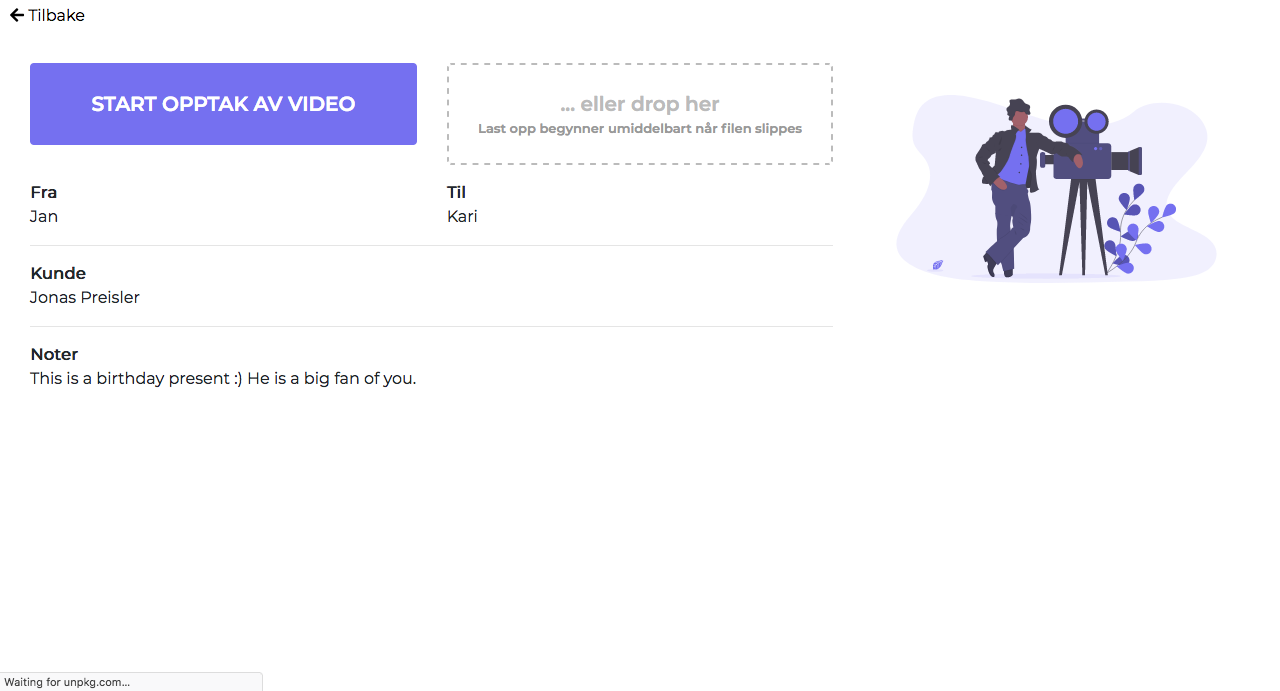 Tilbake
START OPPTAK AV VIDEO
... eller drop her
Last opp begynner umiddelbart når filen slippes
Fra
Jan
Til
Kari
Kunde
Jonas Preisler
Noter
This is a birthday present :) He is a big fan of you.
Waiting for unpkg.com...